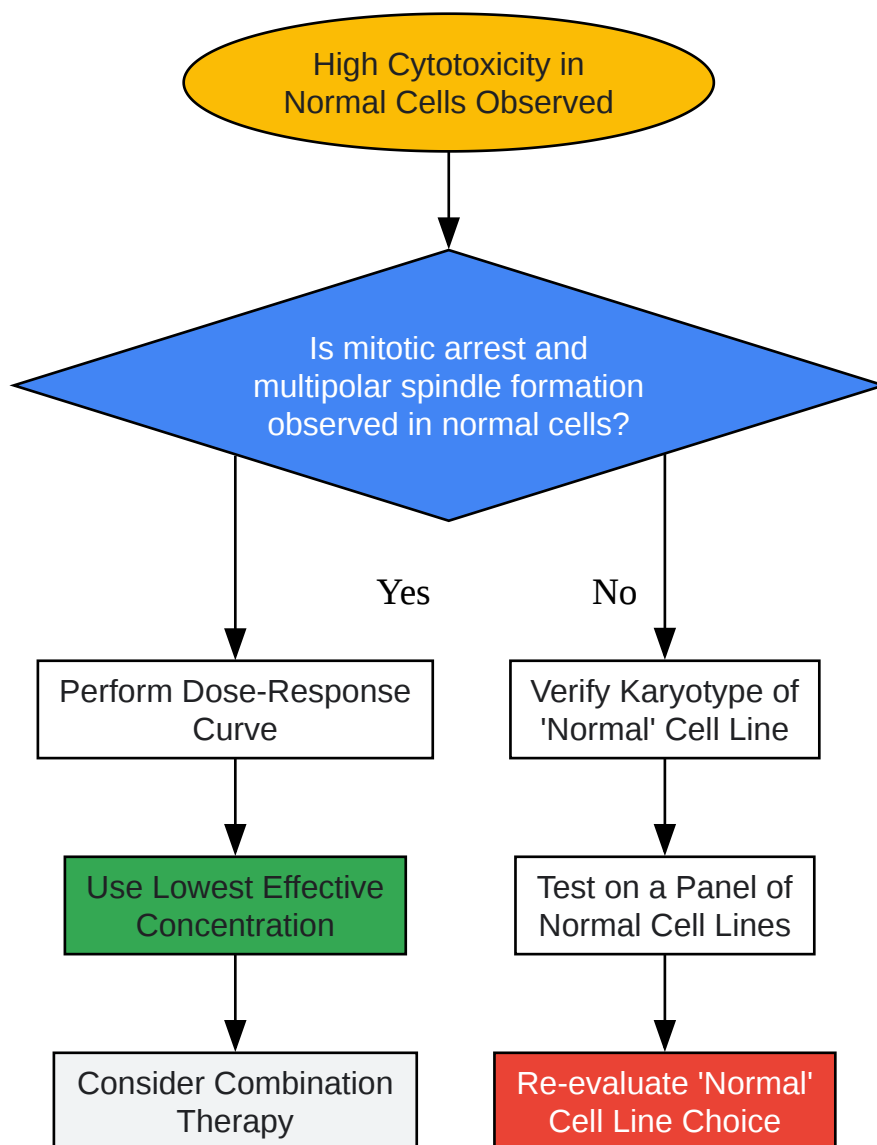 High Cytotoxicity in
Normal Cells Observed
Is mitotic arrest and
multipolar spindle formation
observed in normal cells?
Yes
No
Perform Dose-Response
Curve
Verify Karyotype of
'Normal' Cell Line
Use Lowest Effective
Concentration
Test on a Panel of
Normal Cell Lines
Consider Combination
Therapy
Re-evaluate 'Normal'
Cell Line Choice